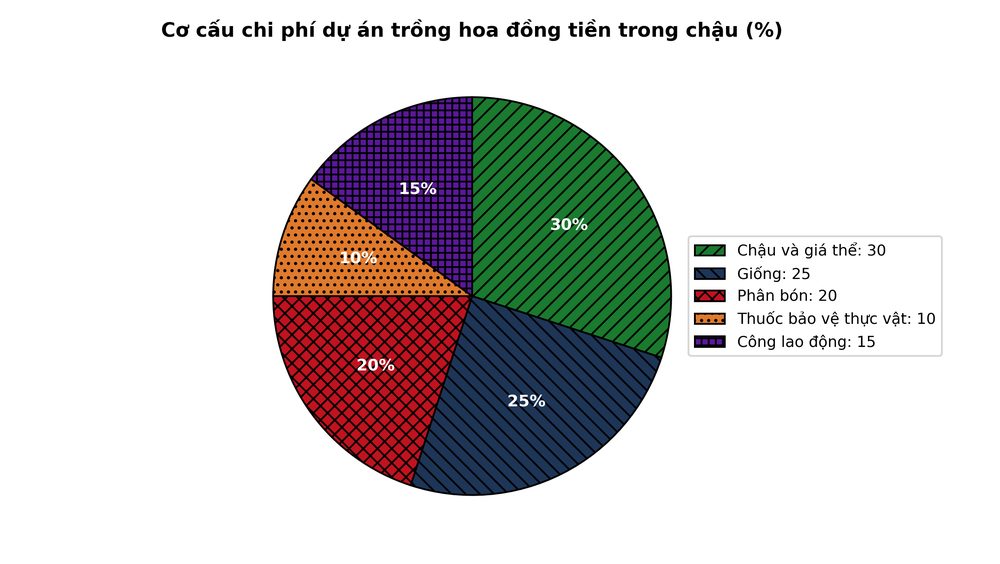 Cơ cấu chi phí dự án trồng hoa đồng tiền trong chậu (%)
15%
30%
10%
20%
25%
Chậu và giá thể: 30
Giống: 25
Phân bón: 20
Thuốc bảo vệ thực vật: 10
Công lao động: 15